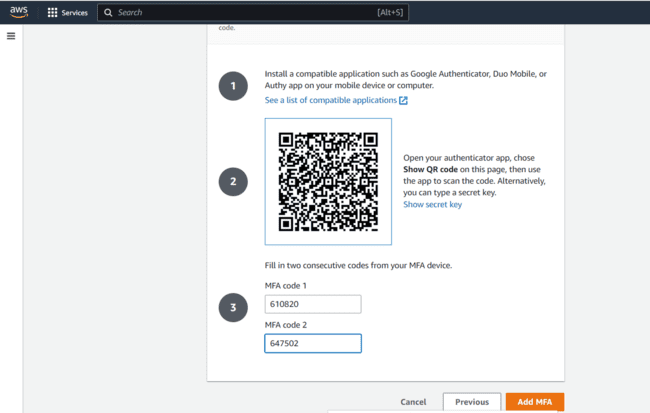 aws Services Search [Alt+S]
code.
1
Install a compatible application such as Google Authenticator, Duo Mobile, or
Authy app on your mobile device or computer.
See a list of compatible applications
2
Open your authenticator app, chose
Show QR code on this page, then use
the app to scan the code. Alternatively,
you can type a secret key.
Show secret key
Fill in two consecutive codes from your MFA device.
3
MFA code 1
610820
MFA code 2
647502
Cancel Previous Add MFA